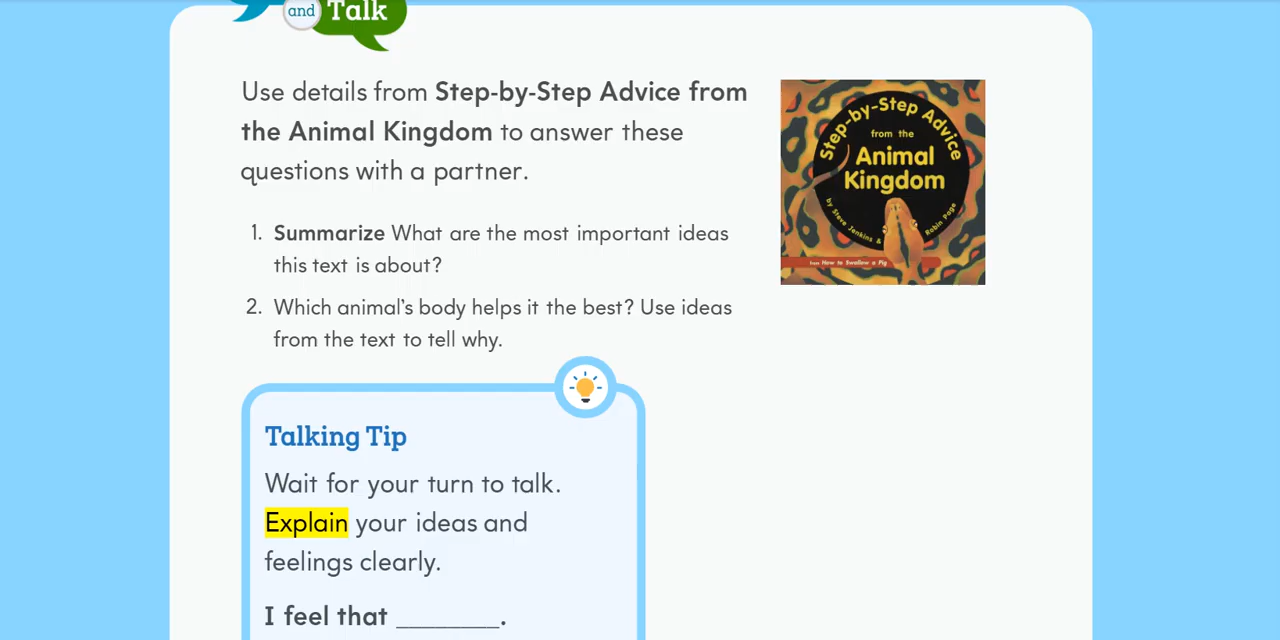 and Talk
Use details from Step-by-Step Advice from
the Animal Kingdom to answer these
questions with a partner.
Step-by-Step Advice
from the
Animal
Kingdom
by Steve Jenkins & Robin Page
from How to Swallow a Pig
1. Summarize What are the most important ideas
this text is about?
2. Which animal's body helps it the best? Use ideas
from the text to tell why.
Talking Tip
Wait for your turn to talk.
Explain your ideas and
feelings clearly.
I feel that ________.